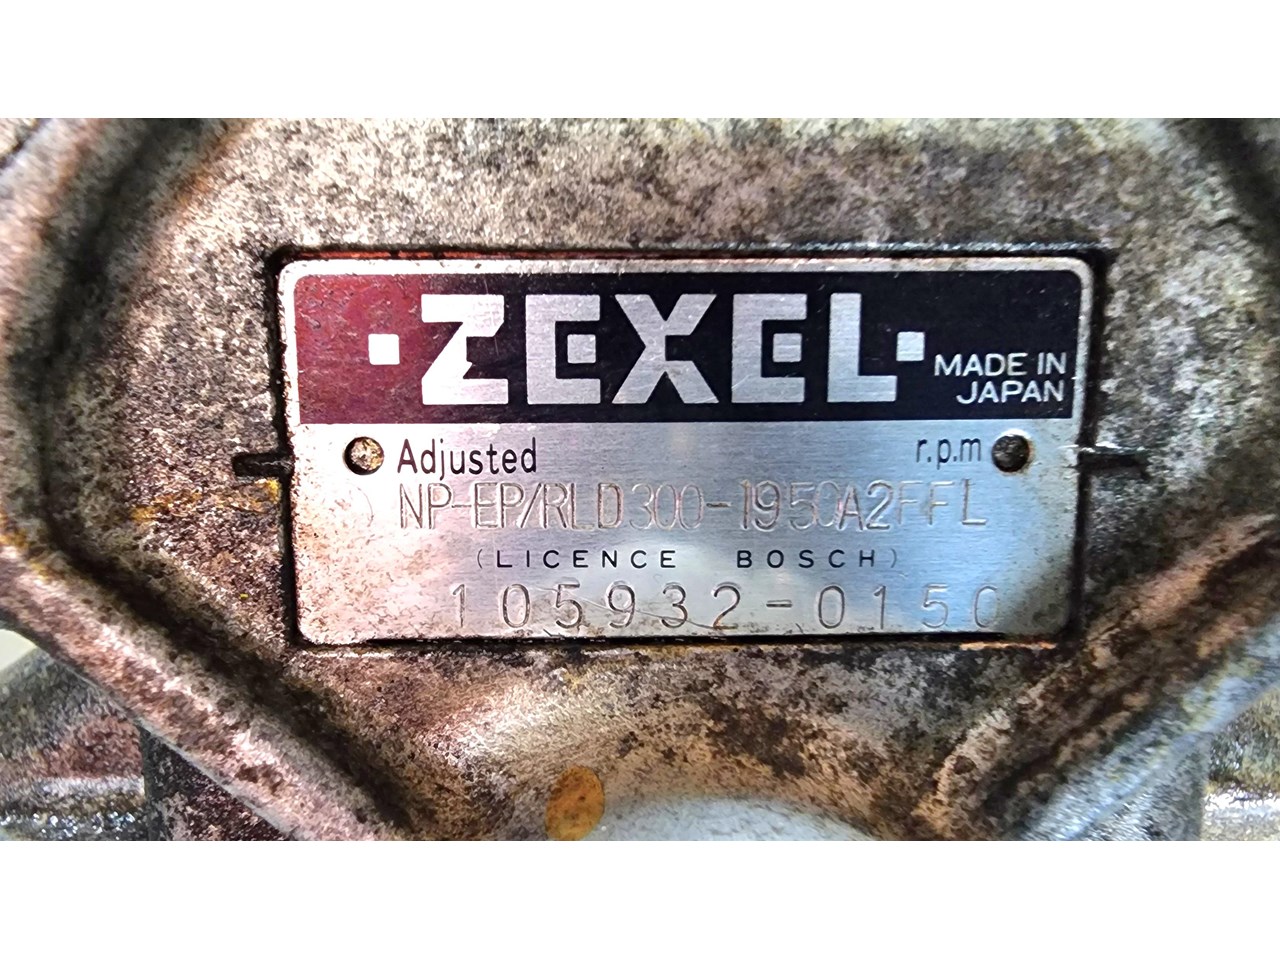 ZEXEL
MADE IN
JAPAN
Adjusted r.p.m
NP-EP/RLD300-1950A2FFL
(LICENCE BOSCH)
105932-0150